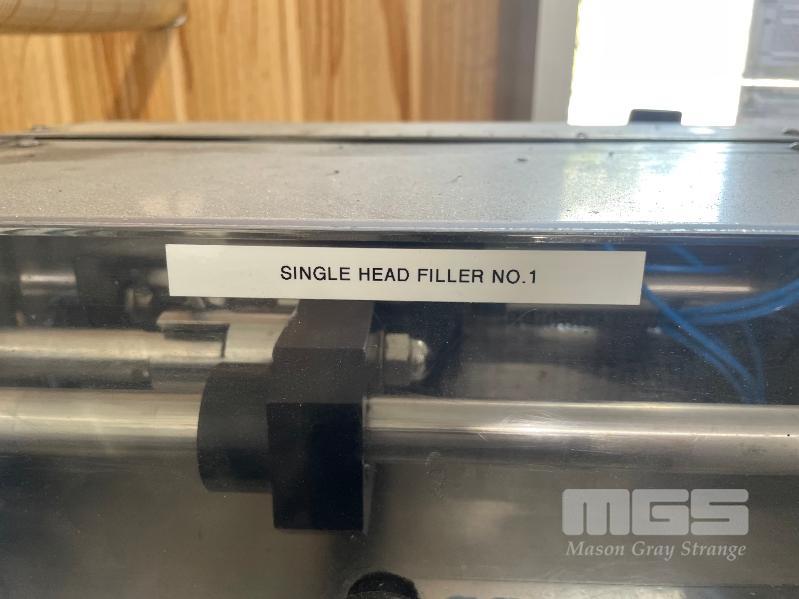 SINGLE HEAD FILLER NO.1
MGS
Mason Gray Strange